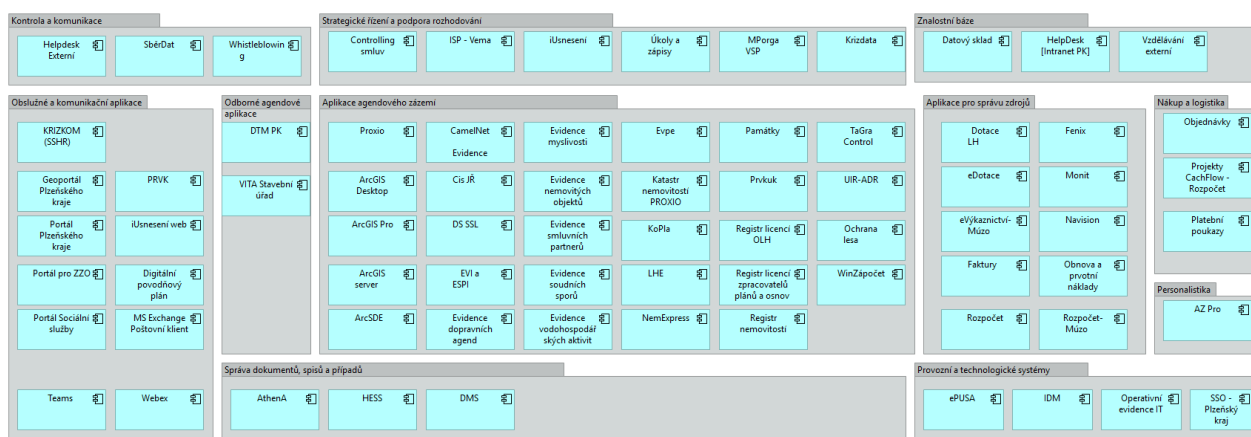 Kontrola a komunikace
Helpdesk
Externí
SběrDat
Whistleblowin
g
Strategické řízení a podpora rozhodování
Controlling
smluv
ISP - Vema
iUsnesení
Úkoly a
zápisy
MPorga
VSP
Krizdata
Znalostní báze
Datový sklad
HelpDesk
[Intranet PK]
Vzdělávání
externí
Obslužné a komunikační aplikace
KRIZKOM
(SSHR)
Geoportál
Plzeňského
kraje
PRVK
Portál
Plzeňského
kraje
iUsnesení web
Portál pro ZZO
Digitální
povodňový
plán
Portál Sociální
služby
MS Exchange
Poštovní klient
Teams
Webex
Odborné agendové
aplikace
DTM PK
VITA Stavební
úřad
Aplikace agendového zázemí
Proxio
CamelNet
Evidence
Evidence
myslivosti
Evpe
Památky
TaGra
Control
ArcGIS
Desktop
Cis JŘ
Evidence
nemovitých
objektů
Katastr
nemovitostí
PROXIO
Prvkuk
UIR-ADR
ArcGIS Pro
DS SSL
Evidence
smluvních
partnerů
KoPla
Registr licencí
OLH
Ochrana
lesa
ArcGIS
server
EVI a
ESPI
Evidence
soudních
sporů
LHE
Registr licencí
zpracovatelů
plánů a osnov
WinZápočet
ArcSDE
Evidence
dopravních
agend
Evidence
vodohospodář
ských aktivit
NemExpress
Registr
nemovitostí
Aplikace pro správu zdrojů
Dotace
LH
Fenix
eDotace
Monit
eVýkaznictví-
Múzo
Navision
Faktury
Obnova a
prvotní
náklady
Rozpočet
Rozpočet-
Múzo
Nákup a logistika
Objednávky
Projekty
CachFlow -
Rozpočet
Platební
poukazy
Personalistika
AZ Pro
Správa dokumentů, spisů a případů
AthenA
HESS
DMS
Provozní a technologické systémy
ePUSA
IDM
Operativní
evidence IT
SSO -
Plzeňský
kraj